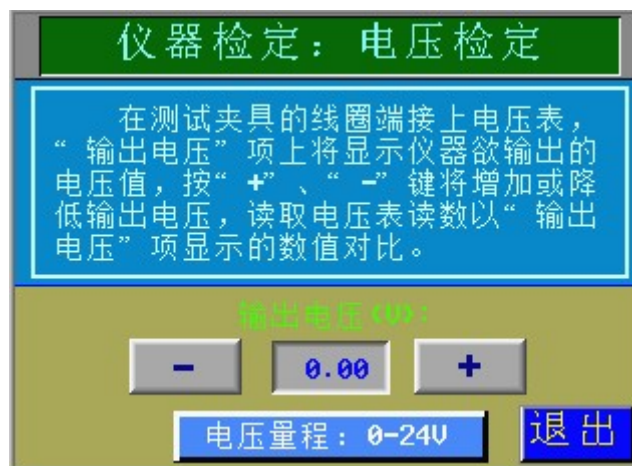 仪器检定：电压检定
在测试夹具的线圈端接上电压表，
“输出电压”项上将显示仪器欲输出的
电压值，按“+”、“-”键将增加或降
低输出电压，读取电压表读数以“输出
电压”项显示的数值对比。
输出电压(V):
- 0.00 +
电压量程：0-24V 退出